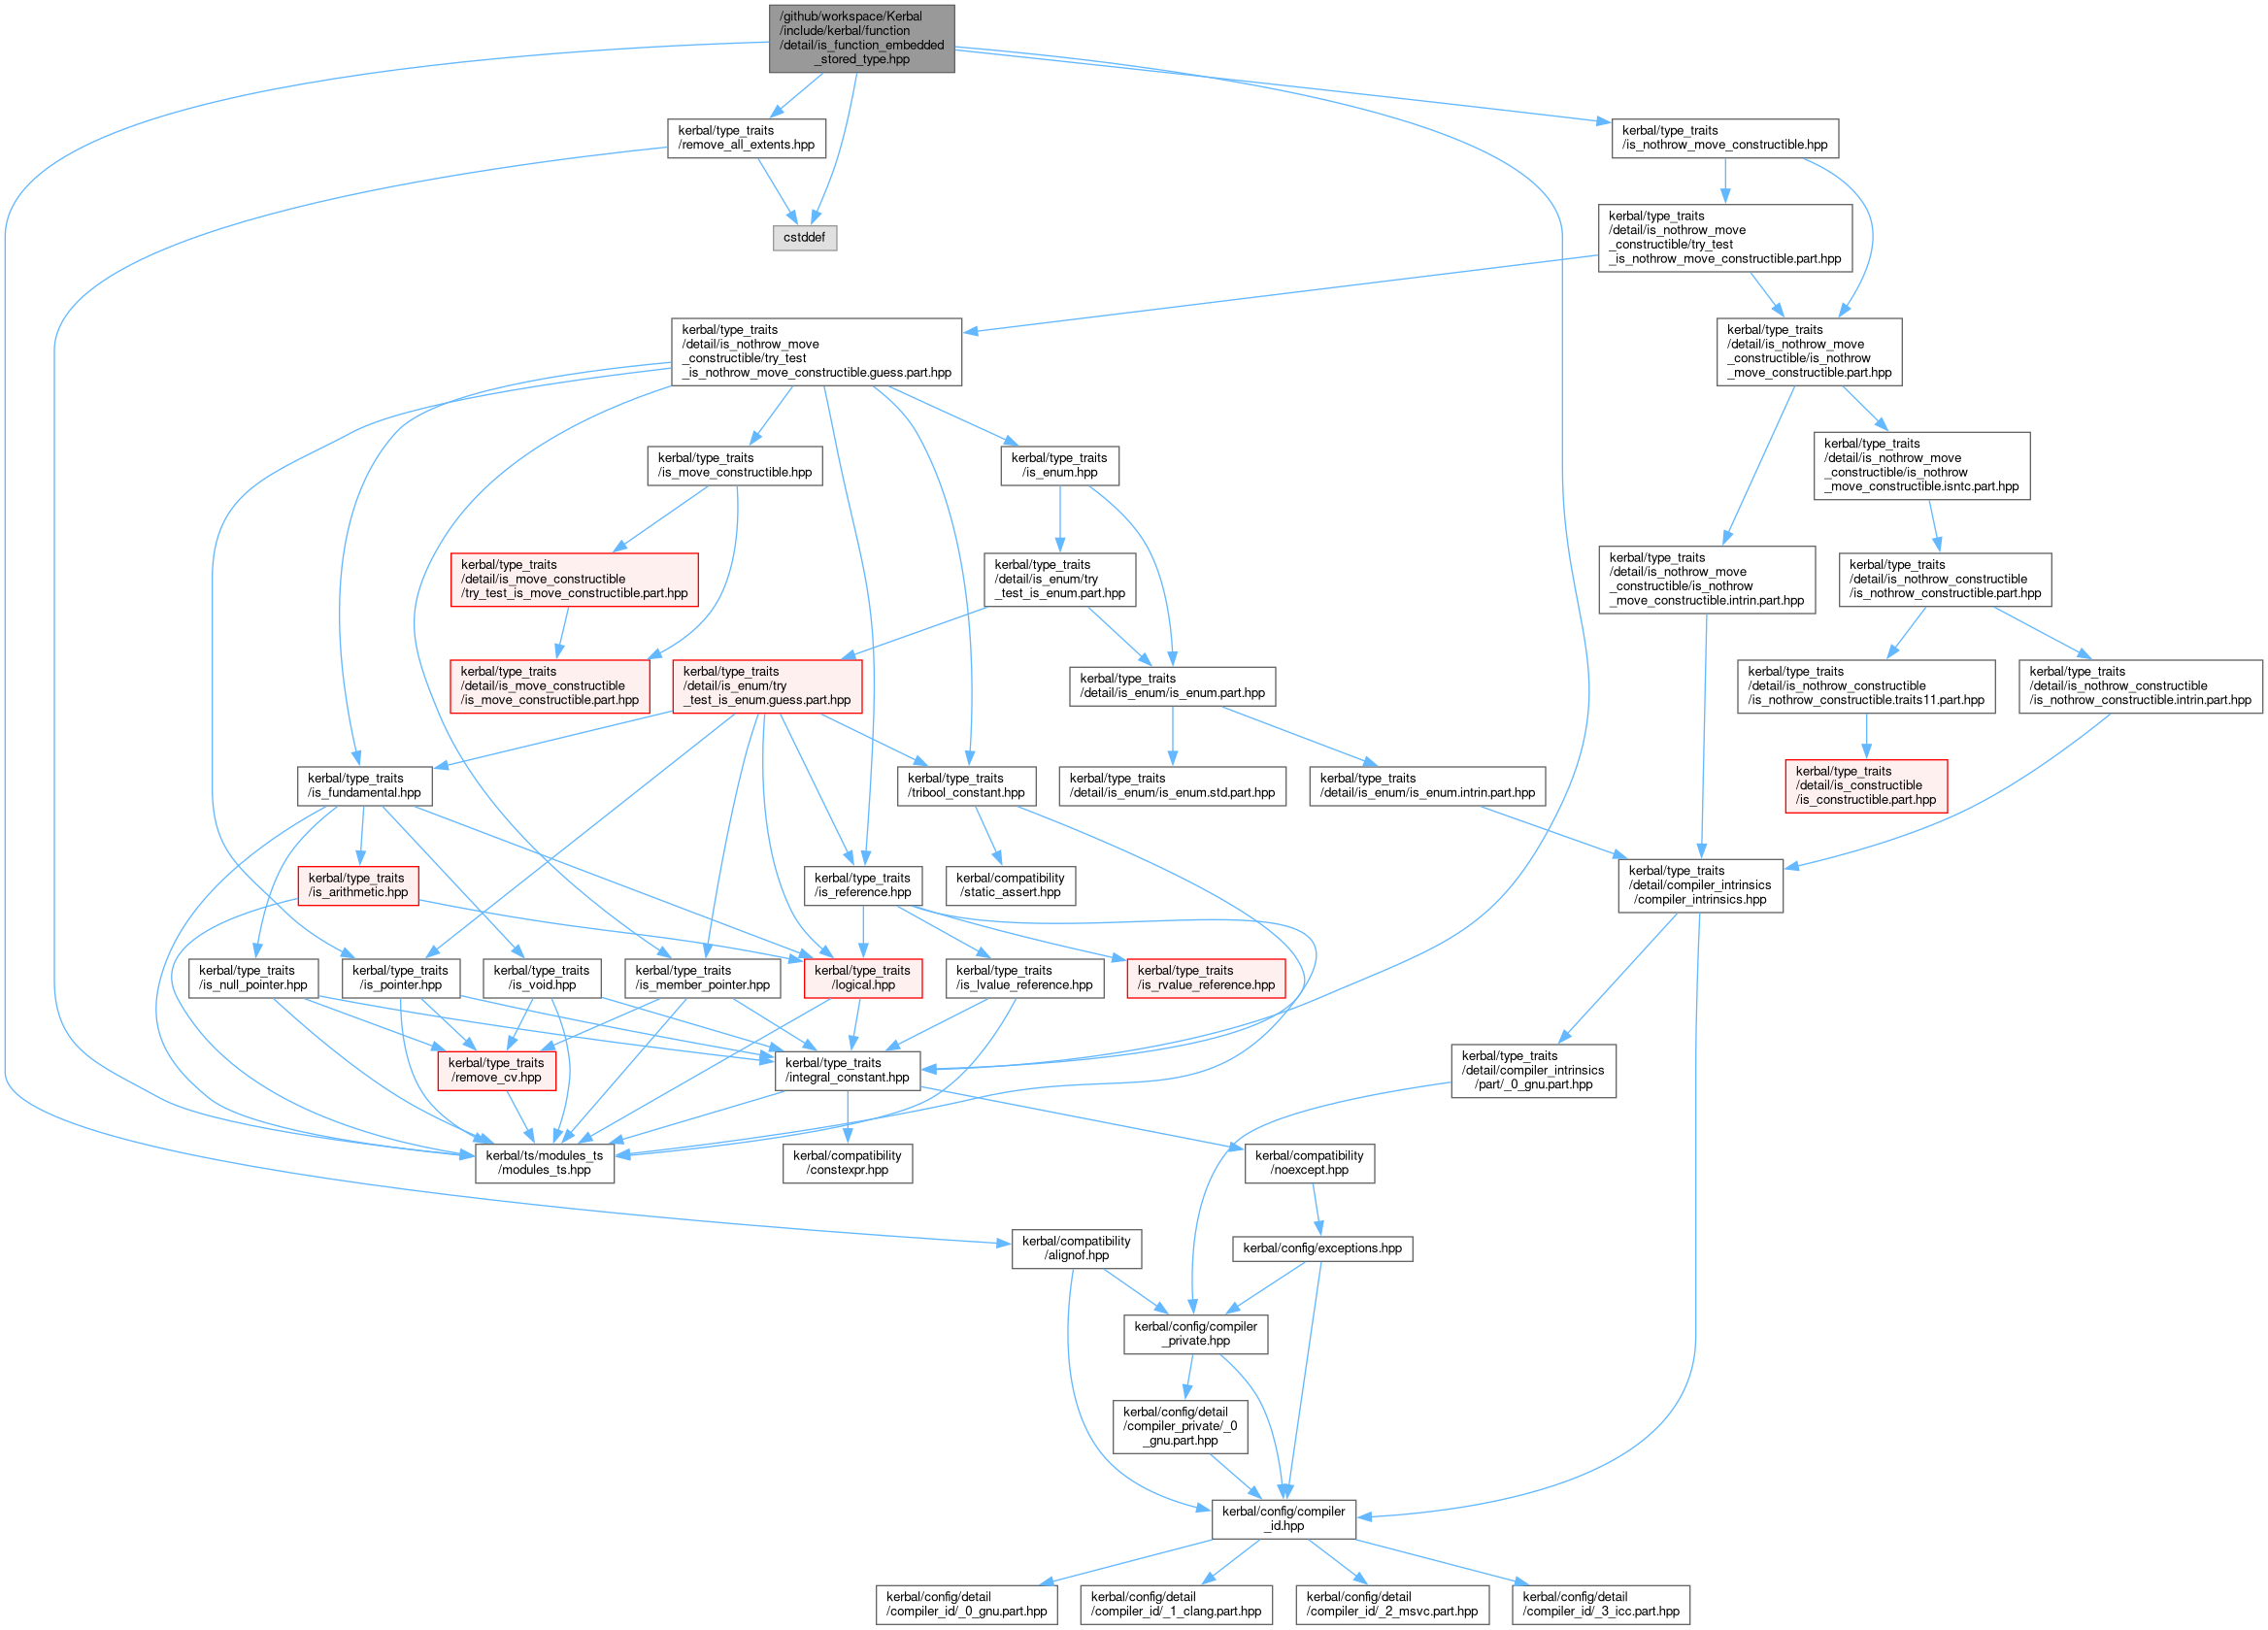 /github/workspace/Kerbal
/include/kerbal/function
/detail/is_function_embedded
_stored_type.hpp
kerbal/type_traits
/remove_all_extents.hpp
kerbal/type_traits
/is_nothrow_move_constructible.hpp
cstddef
kerbal/type_traits
/detail/is_nothrow_move
_constructible/try_test
_is_nothrow_move_constructible.part.hpp
kerbal/type_traits
/detail/is_nothrow_move
_constructible/try_test
_is_nothrow_move_constructible.guess.part.hpp
kerbal/type_traits
/detail/is_nothrow_move
_constructible/is_nothrow
_move_constructible.part.hpp
kerbal/type_traits
/is_move_constructible.hpp
kerbal/type_traits
/is_enum.hpp
kerbal/type_traits
/detail/is_nothrow_move
_constructible/is_nothrow
_move_constructible.isntc.part.hpp
kerbal/type_traits
/detail/is_move_constructible
/try_test_is_move_constructible.part.hpp
kerbal/type_traits
/detail/is_enum/try
_test_is_enum.part.hpp
kerbal/type_traits
/detail/is_nothrow_move
_constructible/is_nothrow
_move_constructible.intrin.part.hpp
kerbal/type_traits
/detail/is_nothrow_constructible
/is_nothrow_constructible.part.hpp
kerbal/type_traits
/detail/is_move_constructible
/is_move_constructible.part.hpp
kerbal/type_traits
/detail/is_enum/try
_test_is_enum.guess.part.hpp
kerbal/type_traits
/detail/is_enum/is_enum.part.hpp
kerbal/type_traits
/detail/is_nothrow_constructible
/is_nothrow_constructible.traits11.part.hpp
kerbal/type_traits
/detail/is_nothrow_constructible
/is_nothrow_constructible.intrin.part.hpp
kerbal/type_traits
/is_fundamental.hpp
kerbal/type_traits
/tribool_constant.hpp
kerbal/type_traits
/detail/is_enum/is_enum.std.part.hpp
kerbal/type_traits
/detail/is_enum/is_enum.intrin.part.hpp
kerbal/type_traits
/detail/is_constructible
/is_constructible.part.hpp
kerbal/type_traits
/is_arithmetic.hpp
kerbal/type_traits
/is_reference.hpp
kerbal/compatibility
/static_assert.hpp
kerbal/type_traits
/detail/compiler_intrinsics
/compiler_intrinsics.hpp
kerbal/type_traits
/is_null_pointer.hpp
kerbal/type_traits
/is_pointer.hpp
kerbal/type_traits
/is_void.hpp
kerbal/type_traits
/is_member_pointer.hpp
kerbal/type_traits
/logical.hpp
kerbal/type_traits
/is_lvalue_reference.hpp
kerbal/type_traits
/is_rvalue_reference.hpp
kerbal/type_traits
/remove_cv.hpp
kerbal/type_traits
/integral_constant.hpp
kerbal/type_traits
/detail/compiler_intrinsics
/part/_0_gnu.part.hpp
kerbal/ts/modules_ts
/modules_ts.hpp
kerbal/compatibility
/constexpr.hpp
kerbal/compatibility
/noexcept.hpp
kerbal/compatibility
/alignof.hpp
kerbal/config/exceptions.hpp
kerbal/config/compiler
_private.hpp
kerbal/config/detail
/compiler_private/_0
_gnu.part.hpp
kerbal/config/compiler
_id.hpp
kerbal/config/detail
/compiler_id/_0_gnu.part.hpp
kerbal/config/detail
/compiler_id/_1_clang.part.hpp
kerbal/config/detail
/compiler_id/_2_msvc.part.hpp
kerbal/config/detail
/compiler_id/_3_icc.part.hpp